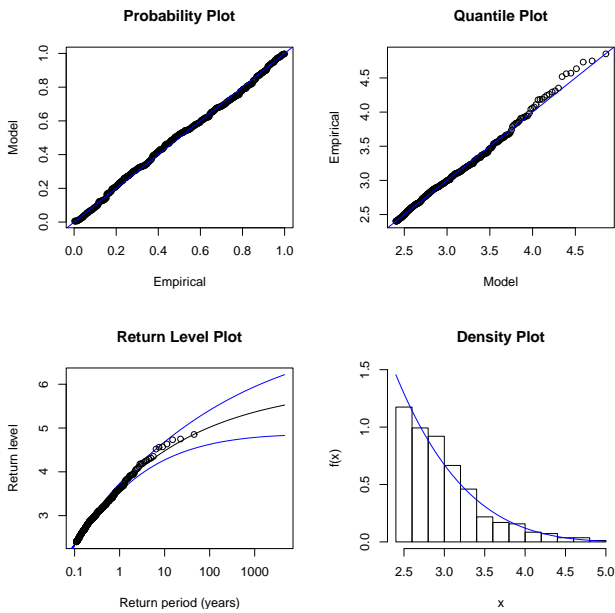 Probability Plot
Model
0.0 0.2 0.4 0.6 0.8 1.0
0.0 0.2 0.4 0.6 0.8 1.0
Empirical
Quantile Plot
Empirical
2.5 3.0 3.5 4.0 4.5
2.5 3.0 3.5 4.0 4.5
Model
Return Level Plot
Return level
3 4 5 6
0.1 1 10 100 1000
Return period (years)
Density Plot
f(x)
0.0 0.5 1.0 1.5
2.5 3.0 3.5 4.0 4.5 5.0
x